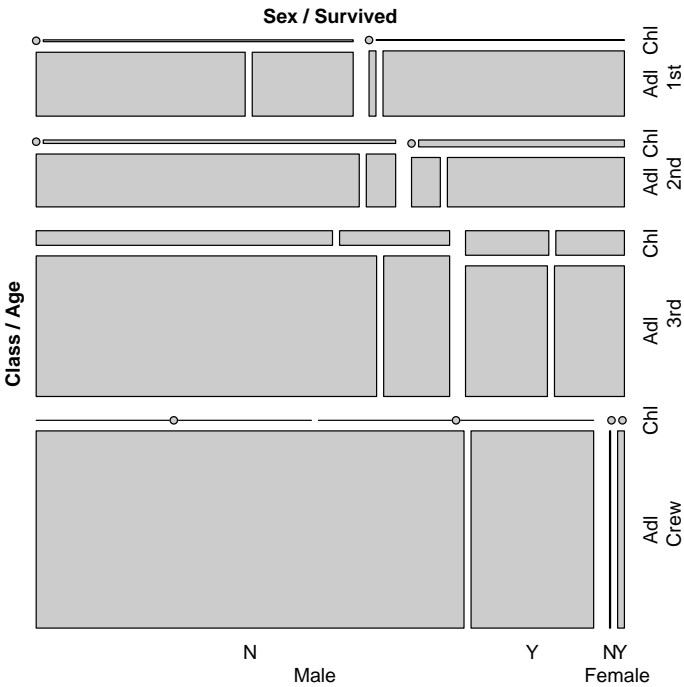 Sex / Survived
Class / Age
Chl
Adl
1st
Chl
Adl
2nd
Chl
Adl
3rd
Chl
Adl
Crew
N Y NY
Male Female